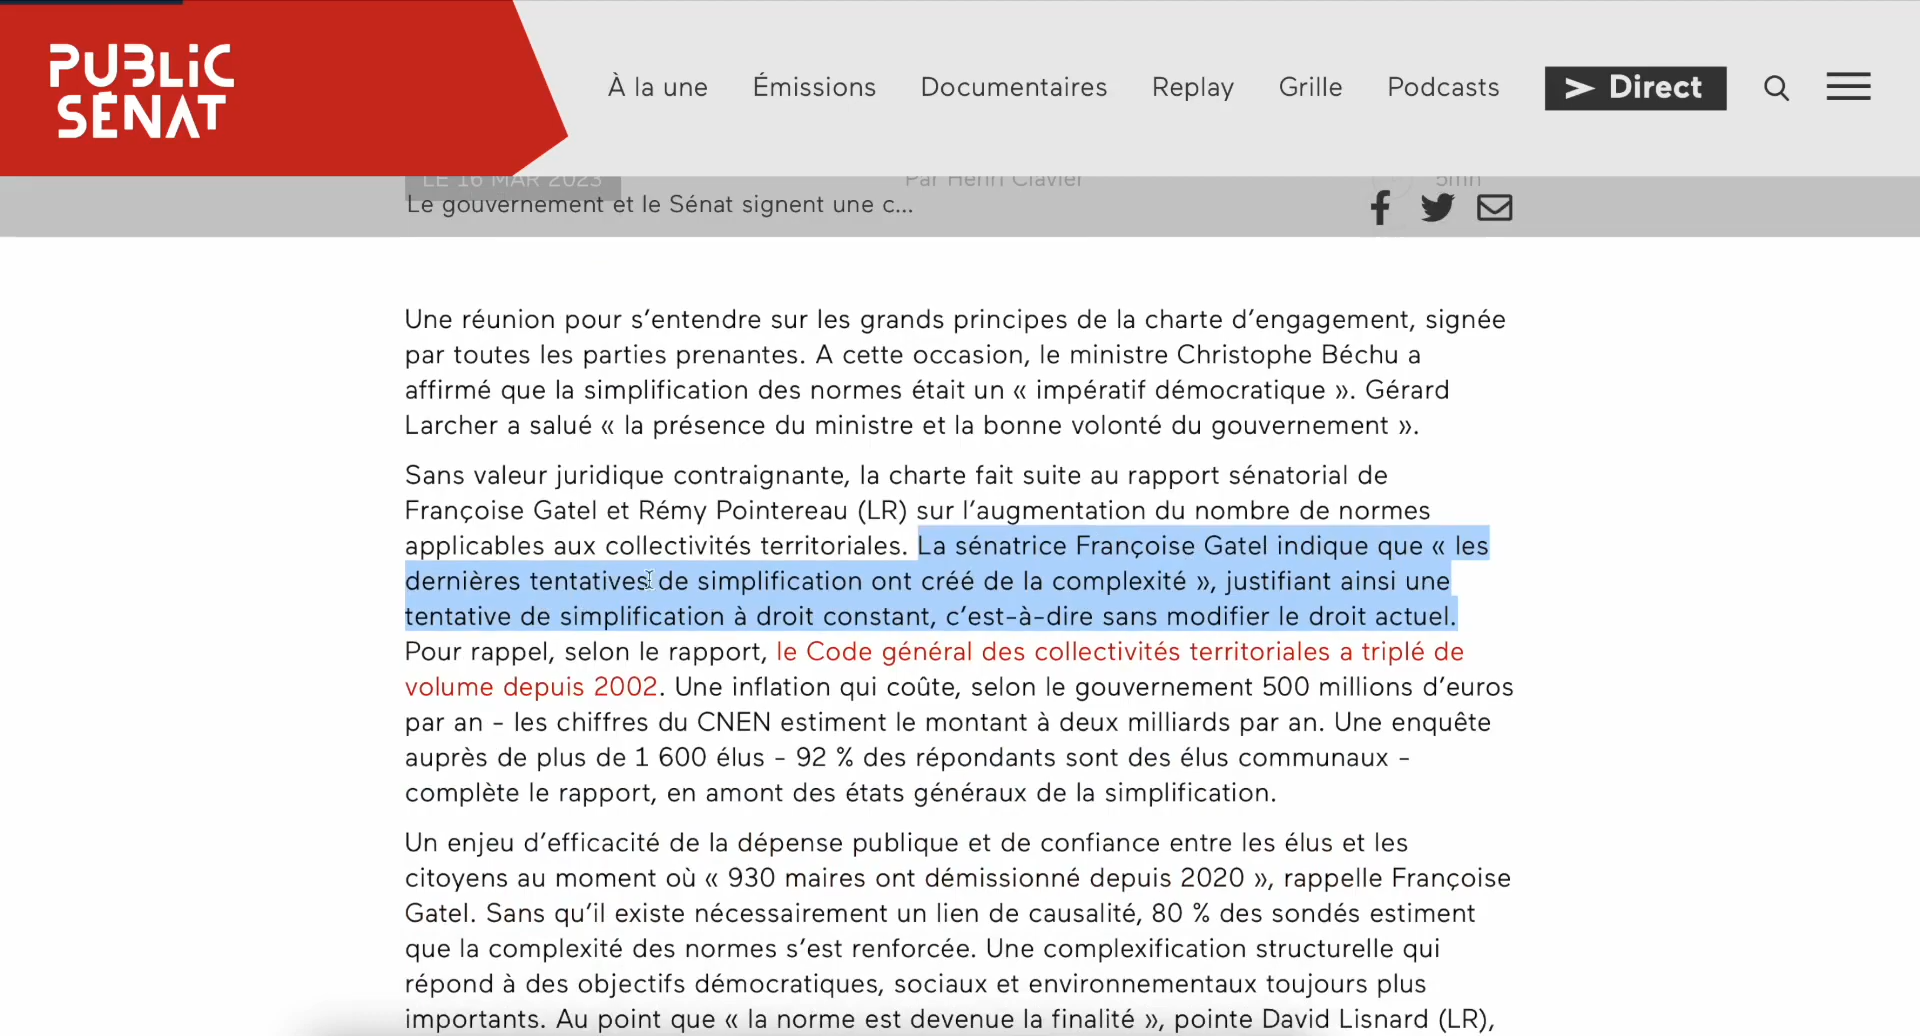 PUBLIC
SÉNAT
À la une
Émissions
Documentaires
Replay
Grille
Podcasts
Direct
LE 16 MAR 2023
Par Henri Clavier
5mn
Le gouvernement et le Sénat signent une c...
Une réunion pour s’entendre sur les grands principes de la charte d’engagement, signée
par toutes les parties prenantes. A cette occasion, le ministre Christophe Béchu a
affirmé que la simplification des normes était un « impératif démocratique ». Gérard
Larcher a salué « la présence du ministre et la bonne volonté du gouvernement ».
Sans valeur juridique contraignante, la charte fait suite au rapport sénatorial de
Françoise Gatel et Rémy Pointereau (LR) sur l’augmentation du nombre de normes
applicables aux collectivités territoriales. La sénatrice Françoise Gatel indique que « les
dernières tentatives de simplification ont créé de la complexité », justifiant ainsi une
tentative de simplification à droit constant, c’est-à-dire sans modifier le droit actuel.
Pour rappel, selon le rapport, le Code général des collectivités territoriales a triplé de
volume depuis 2002. Une inflation qui coûte, selon le gouvernement 500 millions d’euros
par an - les chiffres du CNEN estiment le montant à deux milliards par an. Une enquête
auprès de plus de 1 600 élus - 92 % des répondants sont des élus communaux -
complète le rapport, en amont des états généraux de la simplification.
Un enjeu d’efficacité de la dépense publique et de confiance entre les élus et les
citoyens au moment où « 930 maires ont démissionné depuis 2020 », rappelle Françoise
Gatel. Sans qu’il existe nécessairement un lien de causalité, 80 % des sondés estiment
que la complexité des normes s’est renforcée. Une complexification structurelle qui
répond à des objectifs démocratiques, sociaux et environnementaux toujours plus
importants. Au point que « la norme est devenue la finalité », pointe David Lisnard (LR),